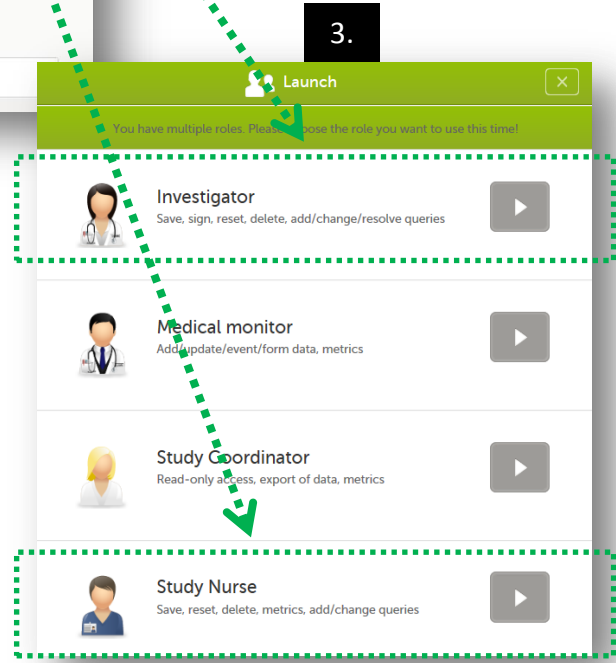 3.
Launch
You have multiple roles. Please choose the role you want to use this time!
Investigator
Save, sign, reset, delete, add/change/resolve queries
Medical monitor
Add/update/event/form data, metrics
Study Coordinator
Read-only access, export of data, metrics
Study Nurse
Save, reset, delete, metrics, add/change queries